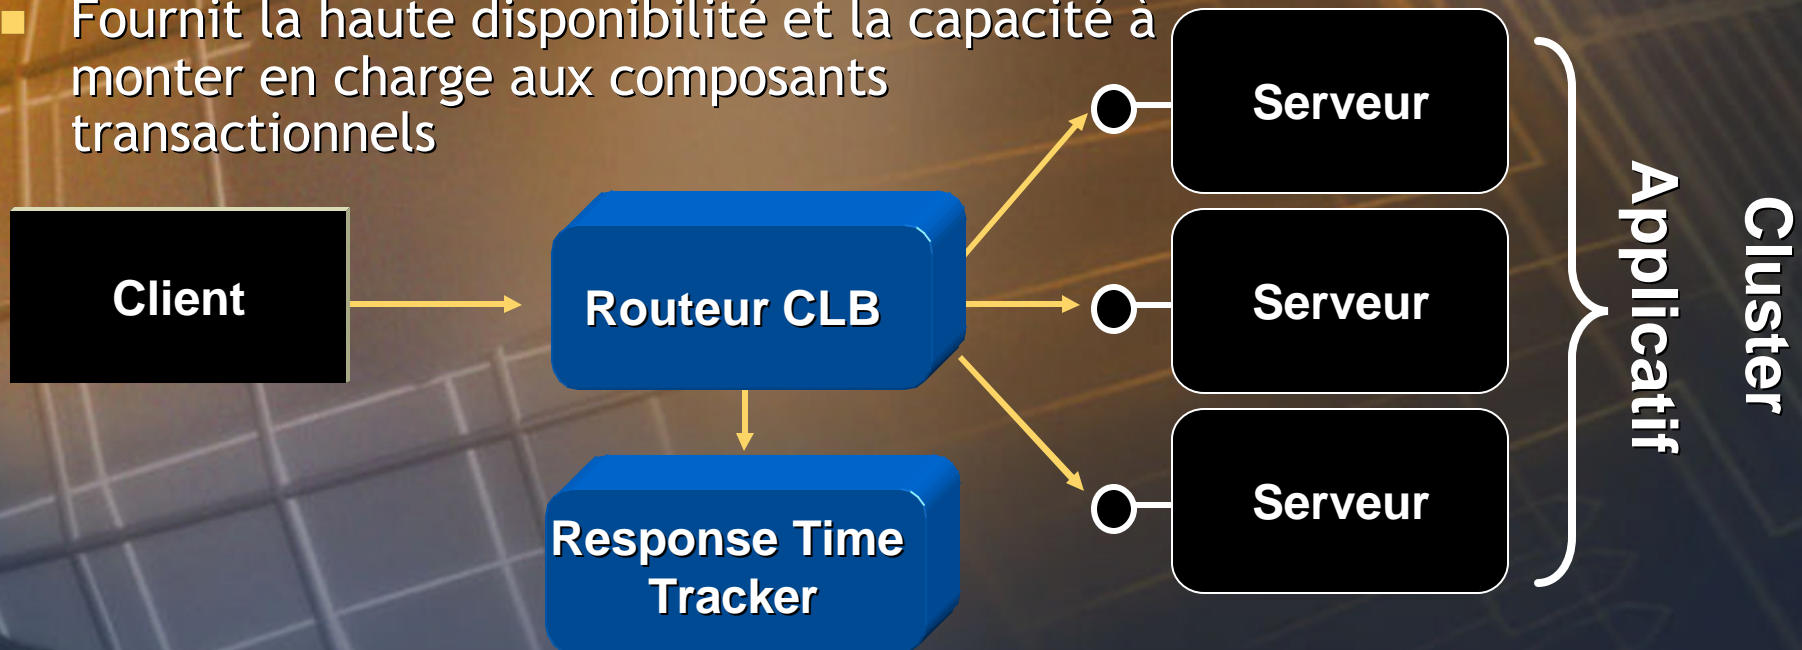 Fournit la haute disponibilité et la capacité à
monter en charge aux composants
transactionnels
Client
Routeur CLB
Response Time
Tracker
Serveur
Serveur
Serveur
Cluster
Applicatif